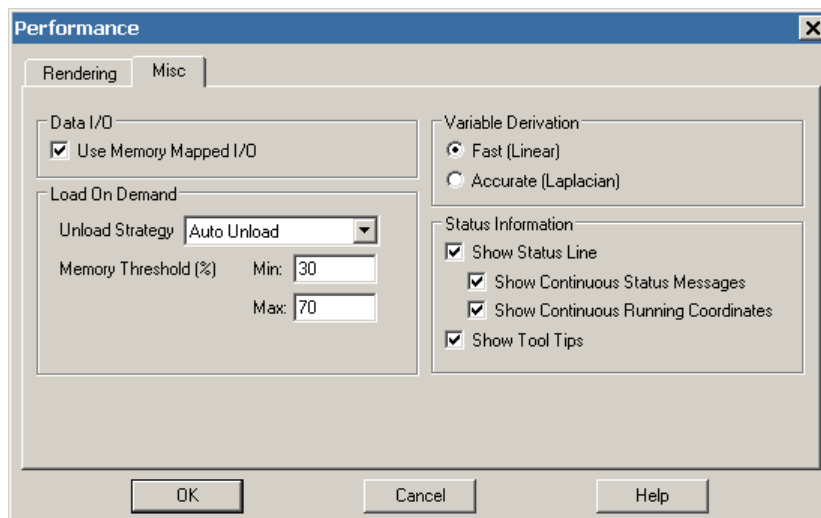 Performance
Rendering
Misc
Data I/O
Use Memory Mapped I/O
Load On Demand
Unload Strategy Auto Unload
Memory Threshold (%) Min: 30
Max: 70
Variable Derivation
Fast (Linear)
Accurate (Laplacian)
Status Information
Show Status Line
Show Continuous Status Messages
Show Continuous Running Coordinates
Show Tool Tips
OK
Cancel
Help